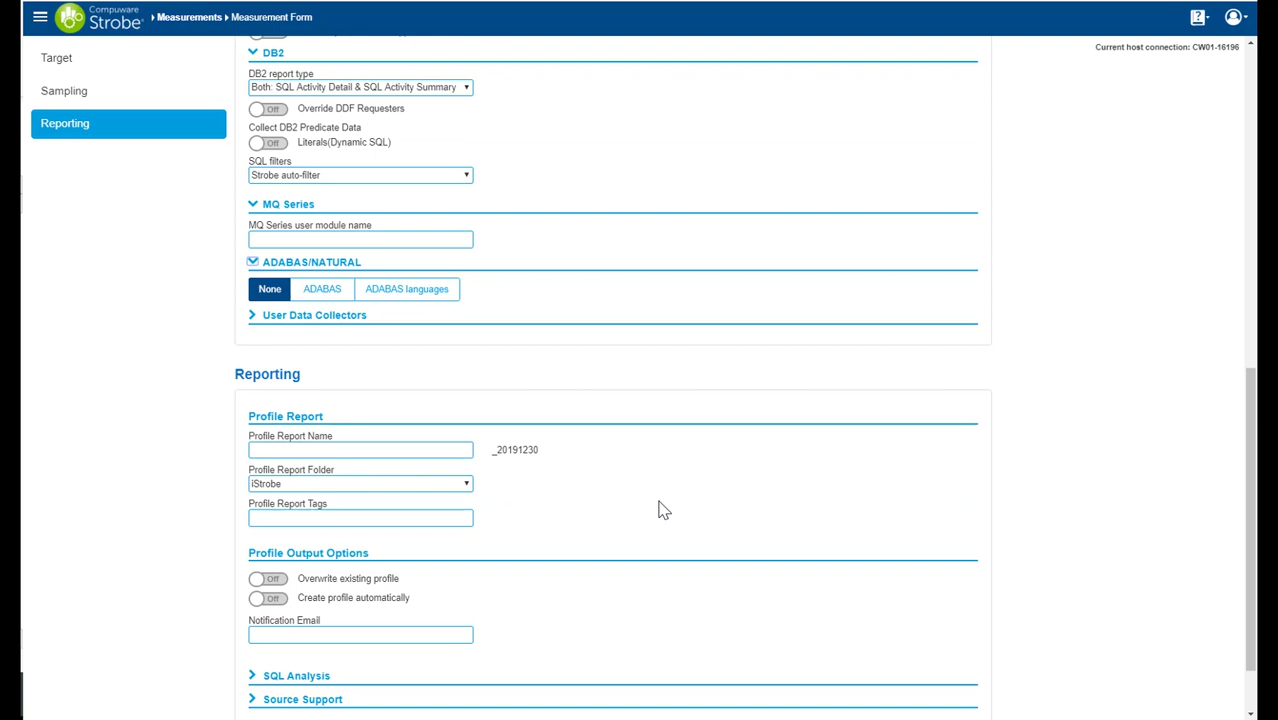 Compuware
Strobe. Measurements Measurement Form
Current host connection: CW01-16196
Target
Sampling
Reporting
DB2
DB2 report type
Both: SQL Activity Detail & SQL Activity Summary
Off Override DDF Requesters
Collect DB2 Predicate Data
Off Literals(Dynamic SQL)
SQL filters
Strobe auto-filter
MQ Series
MQ Series user module name
ADABAS/NATURAL
None ADABAS ADABAS languages
User Data Collectors
Reporting
Profile Report
Profile Report Name
_20191230
Profile Report Folder
iStrobe
Profile Report Tags
Profile Output Options
Off Overwrite existing profile
Off Create profile automatically
Notification Email
SQL Analysis
Source Support